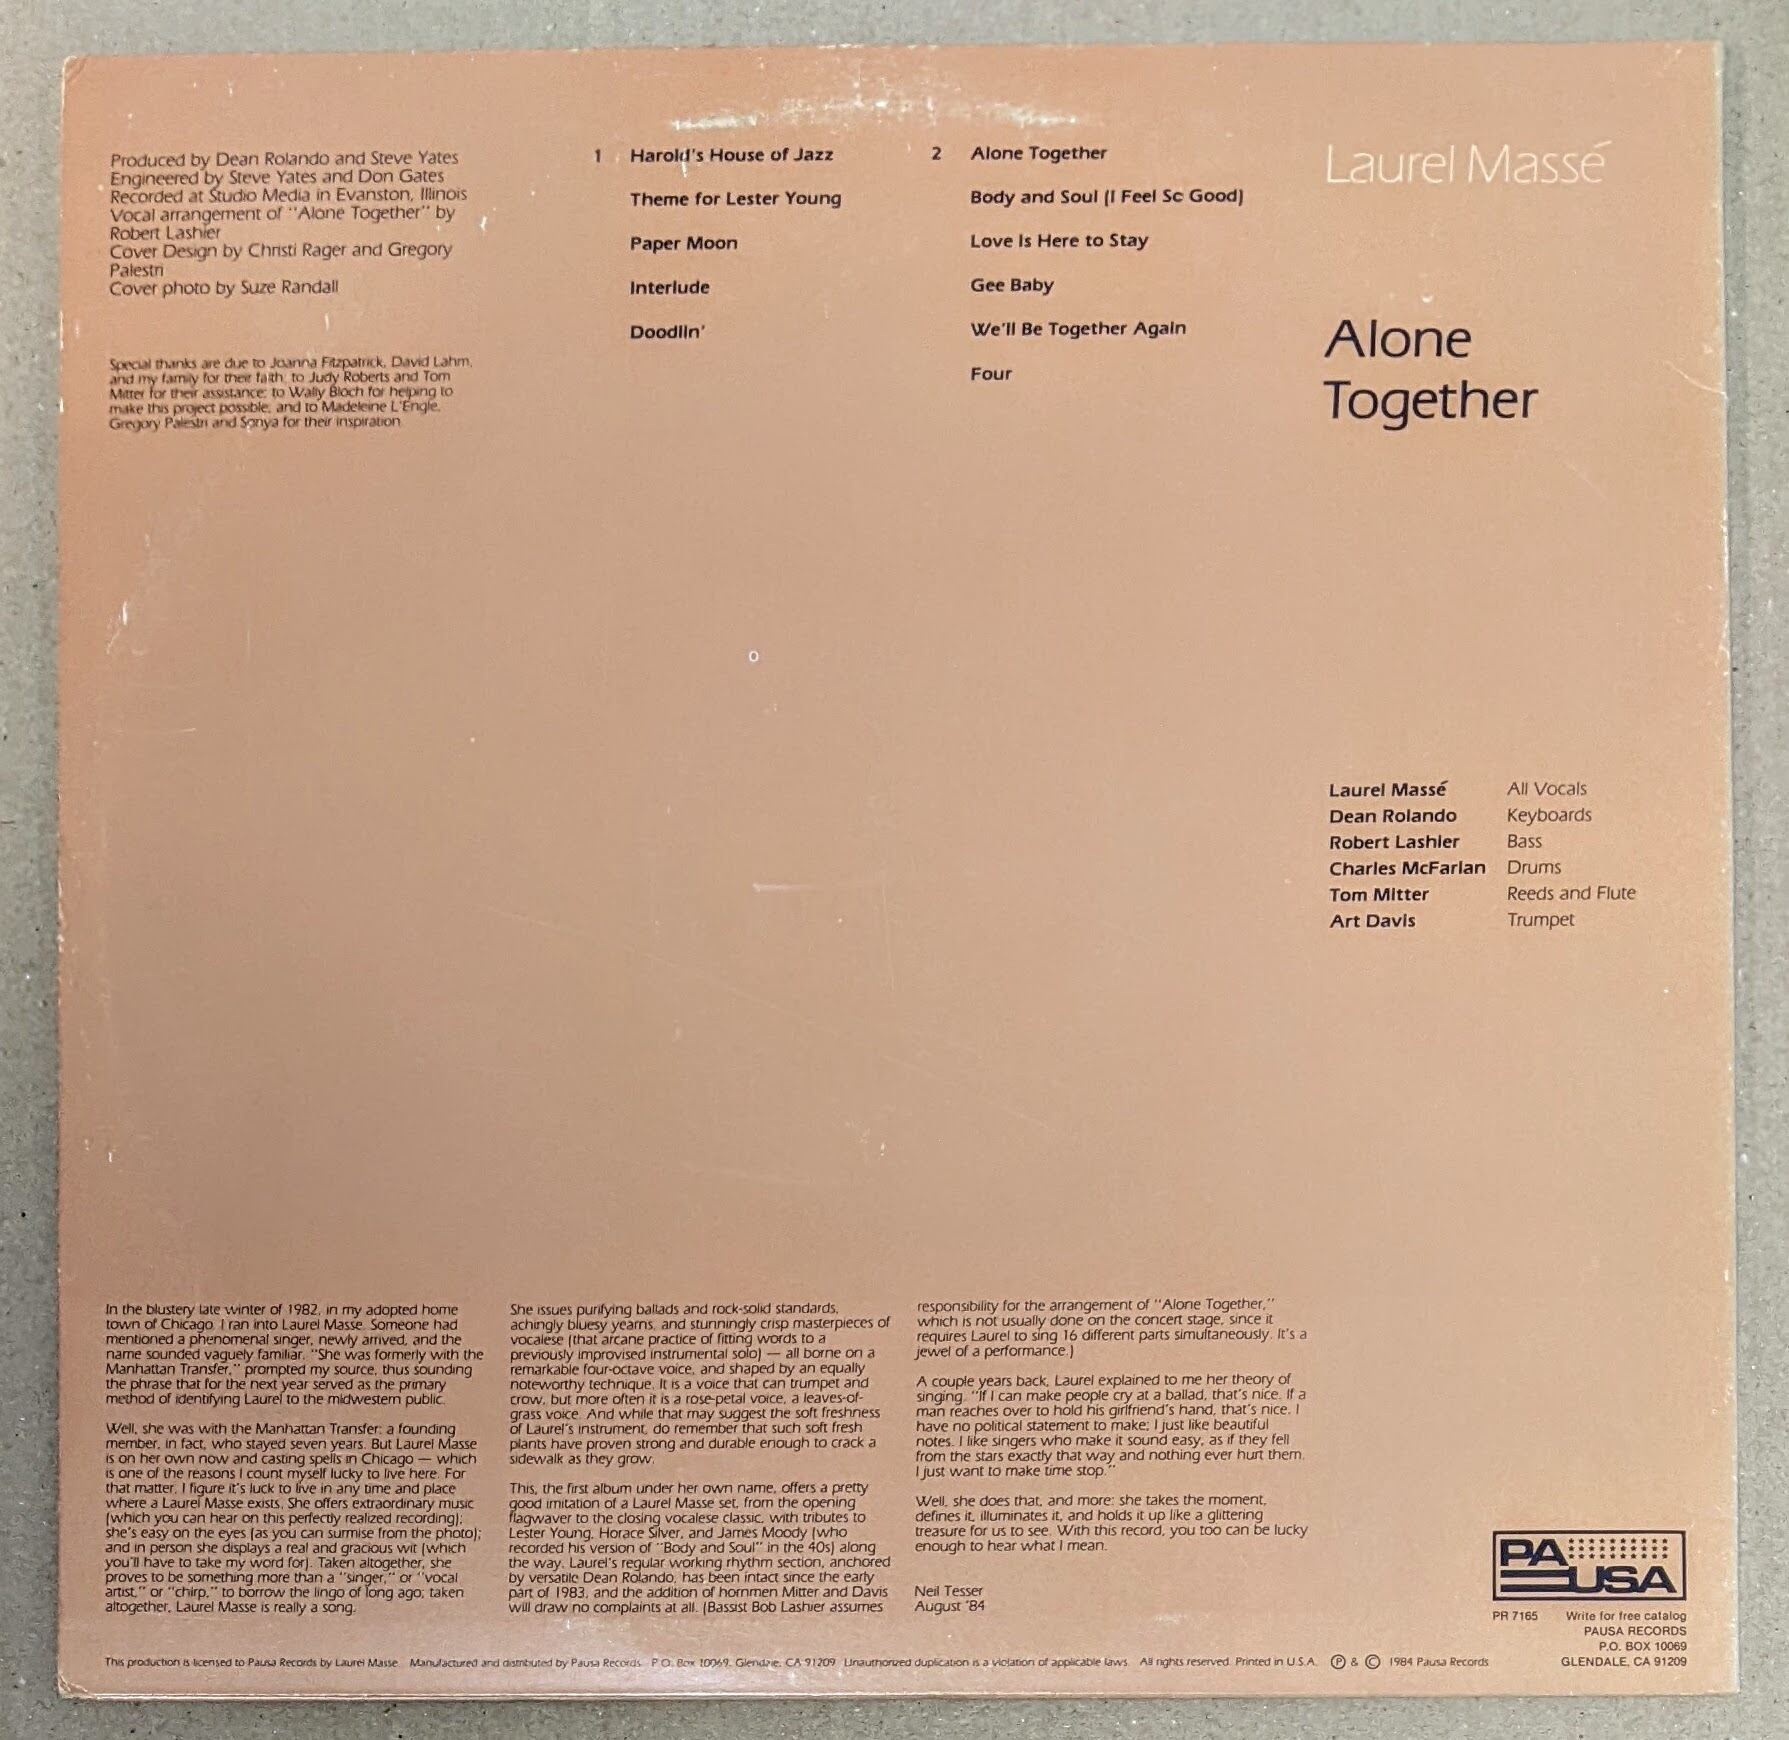 Produced by Dean Rolando and Steve Yates
Engineered by Steve Yates and Don Gates
Recorded at Studio Media in Evanston, Illinois
Vocal arrangement of "Alone Together" by
Robert Lashier
Cover Design by Christi Rager and Gregory
Palestri
Cover photo by Suze Randall
Special thanks are due to Joanna Fitzpatrick, David Lahm,
and my family for their faith; to Judy Roberts and Tom
Mitter for their assistance; to Wally Bloch for helping to
make this project possible; and to Madeleine L'Engle,
Gregory Palestri and Sonya for their inspiration.
1 Harold's House of Jazz
Theme for Lester Young
Paper Moon
Interlude
Doodlin'
2 Alone Together
Body and Soul (I Feel So Good)
Love Is Here to Stay
Gee Baby
We'll Be Together Again
Four
Laurel Massé
Alone
Together
Laurel Massé All Vocals
Dean Rolando Keyboards
Robert Lashier Bass
Charles McFarlan Drums
Tom Mitter Reeds and Flute
Art Davis Trumpet
In the blustery late winter of 1982, in my adopted home
town of Chicago, I ran into Laurel Masse. Someone had
mentioned a phenomenal singer, newly arrived, and the
name sounded vaguely familiar. "She was formerly with the
Manhattan Transfer," prompted my source, thus sounding
the phrase that for the next year served as the primary
method of identifying Laurel to the midwestern public.
Well, she was with the Manhattan Transfer: a founding
member, in fact, who stayed seven years. But Laurel Masse
is on her own now and casting spells in Chicago — which
is one of the reasons I count myself lucky to live here. For
that matter, I figure it's luck to live in any time and place
where a Laurel Masse exists. She offers extraordinary music
(which you can hear on this perfectly realized recording);
she's easy on the eyes (as you can surmise from the photo);
and in person she displays a real and gracious wit (which
you'll have to take my word for). Taken altogether, she
proves to be something more than a "singer," or "vocal
artist," or "chirp," to borrow the lingo of long ago; taken
altogether, Laurel Masse is really a song.
She issues purifying ballads and rock-solid standards,
achingly bluesy yearns, and stunningly crisp masterpieces of
vocalese (that arcane practice of fitting words to a
previously improvised instrumental solo) — all borne on a
remarkable four-octave voice, and shaped by an equally
noteworthy technique. It is a voice that can trumpet and
crow, but more often it is a rose-petal voice, a leaves-of-
grass voice. And while that may suggest the soft freshness
of Laurel's instrument, do remember that such soft fresh
plants have proven strong and durable enough to crack a
sidewalk as they grow.
This, the first album under her own name, offers a pretty
good imitation of a Laurel Masse set, from the opening
flagwaver to the closing vocalese classic, with tributes to
Lester Young, Horace Silver, and James Moody (who
recorded his version of "Body and Soul" in the 40s) along
the way. Laurel's regular working rhythm section, anchored
by versatile Dean Rolando, has been intact since the early
part of 1983, and the addition of hornmen Mitter and Davis
will draw no complaints at all. (Bassist Bob Lashier assumes
responsibility for the arrangement of "Alone Together,"
which is not usually done on the concert stage, since it
requires Laurel to sing 16 different parts simultaneously. It's a
jewel of a performance.)
A couple years back, Laurel explained to me her theory of
singing. "If I can make people cry at a ballad, that's nice. If a
man reaches over to hold his girlfriend's hand, that's nice. I
have no political statement to make; I just like beautiful
notes. I like singers who make it sound easy, as if they fell
from the stars exactly that way and nothing ever hurt them.
I just want to make time stop."
Well, she does that, and more: she takes the moment,
defines it, illuminates it, and holds it up like a glittering
treasure for us to see. With this record, you too can be lucky
enough to hear what I mean.
Neil Tesser
August '84
PAUSA
PR 7165 Write for free catalog
PAUSA RECORDS
P.O. BOX 10069
GLENDALE, CA 91209
This production is licensed to Pausa Records by Laurel Masse. Manufactured and distributed by Pausa Records. P.O. Box 10069, Glendale, CA 91209 Unauthorized duplication is a violation of applicable laws. All rights reserved. Printed in U.S.A. ℗ & © 1984 Pausa Records